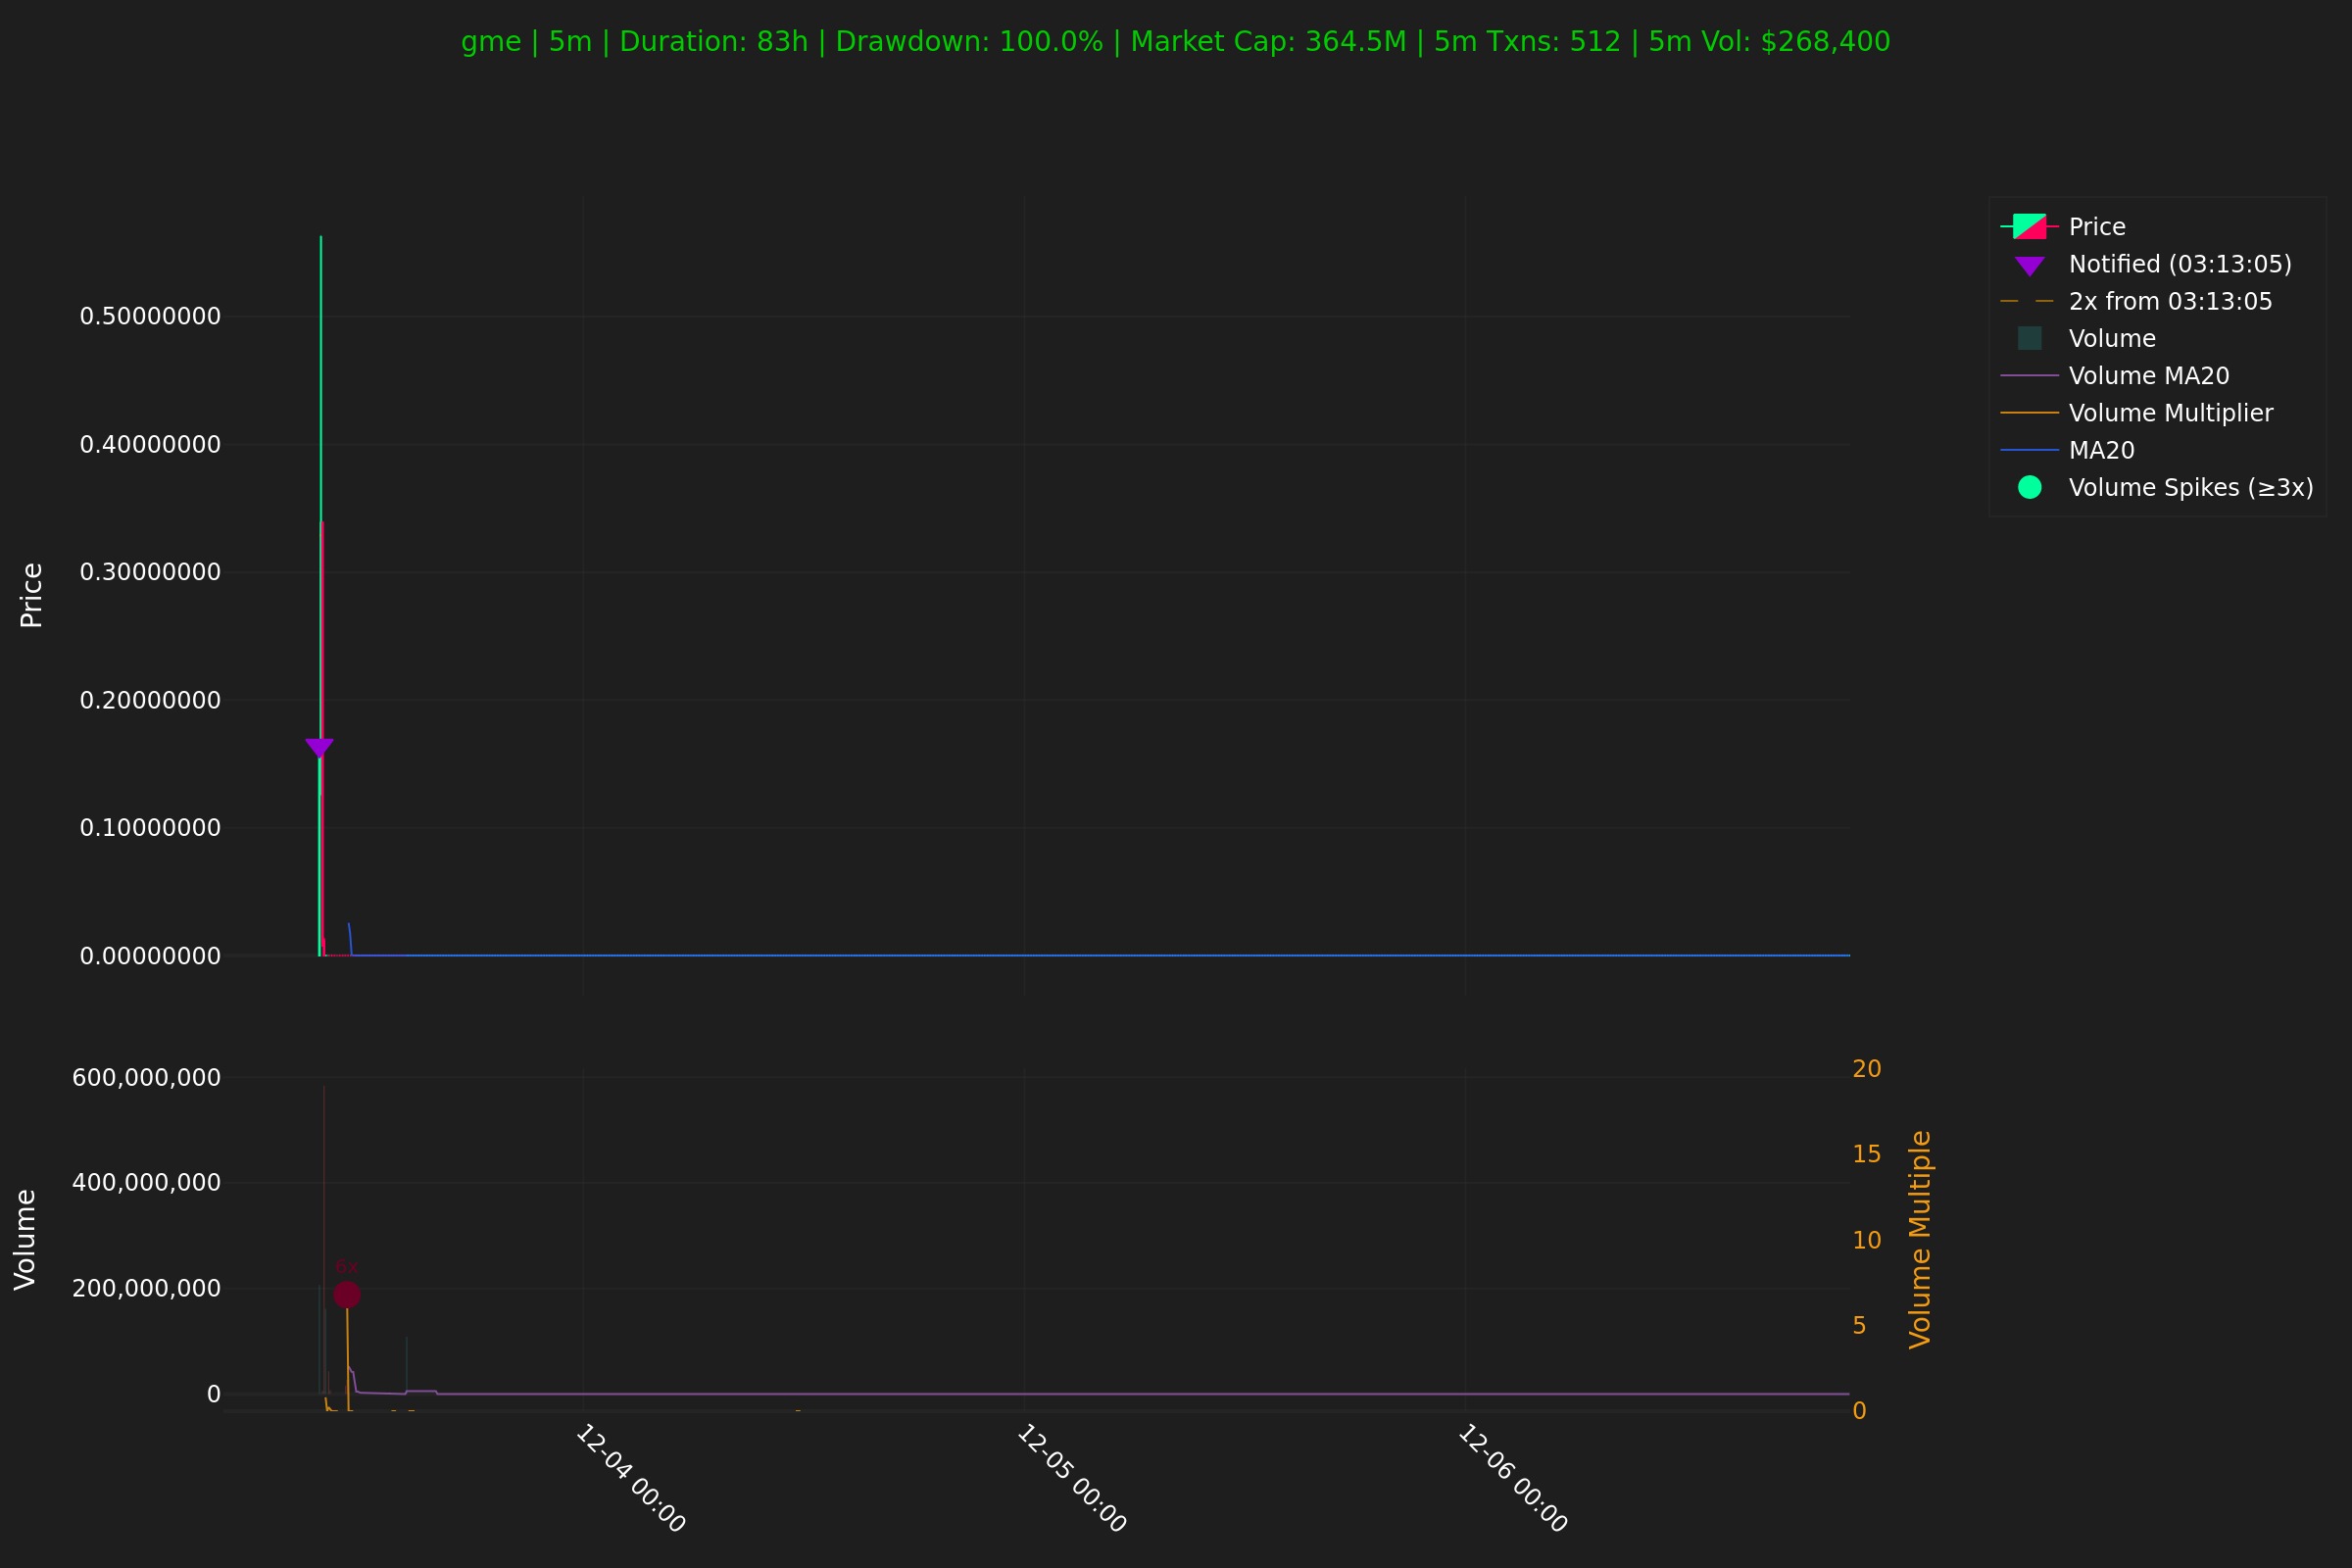 gme | 5m | Duration: 83h | Drawdown: 100.0% | Market Cap: 364.5M | 5m Txns: 512 | 5m Vol: $268,400
Price
Notified (03:13:05)
2x from 03:13:05
Volume
Volume MA20
Volume Multiplier
MA20
Volume Spikes (≥3x)
0.50000000
0.40000000
0.30000000
0.20000000
0.10000000
0.00000000
Price
600,000,000
400,000,000
200,000,000
0
Volume
6x
20
15
10
5
0
Volume Multiple
12-04 00:00
12-05 00:00
12-06 00:00